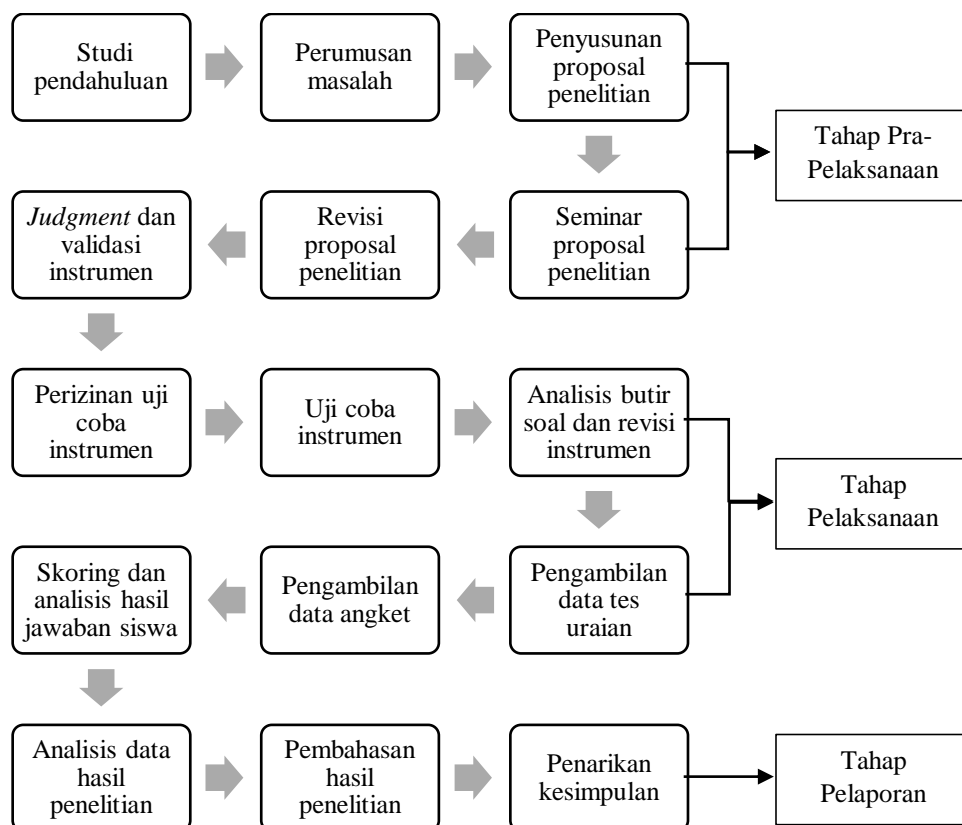 Studi
pendahuluan
Perumusan
masalah
Penyusunan
proposal
penelitian
Tahap Pra-
Pelaksanaan
Seminar
proposal
penelitian
Revisi
proposal
penelitian
Judgment dan
validasi
instrumen
Perizinan uji
coba
instrumen
Uji coba
instrumen
Analisis butir
soal dan revisi
instrumen
Tahap
Pelaksanaan
Pengambilan
data tes
uraian
Pengambilan
data angket
Skoring dan
analisis hasil
jawaban siswa
Analisis data
hasil
penelitian
Pembahasan
hasil
penelitian
Penarikan
kesimpulan
Tahap
Pelaporan